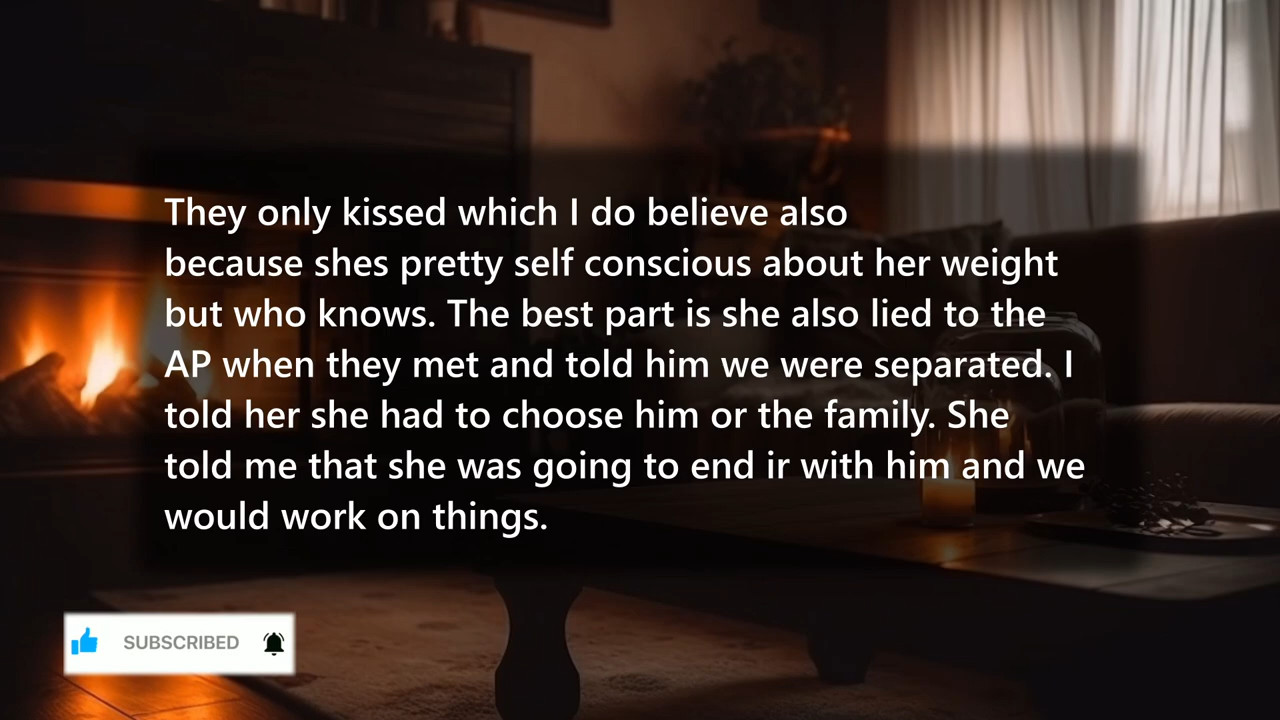 They only kissed which I do believe also
because shes pretty self conscious about her weight
but who knows. The best part is she also lied to the
AP when they met and told him we were separated. I
told her she had to choose him or the family. She
told me that she was going to end ir with him and we
would work on things.
SUBSCRIBED